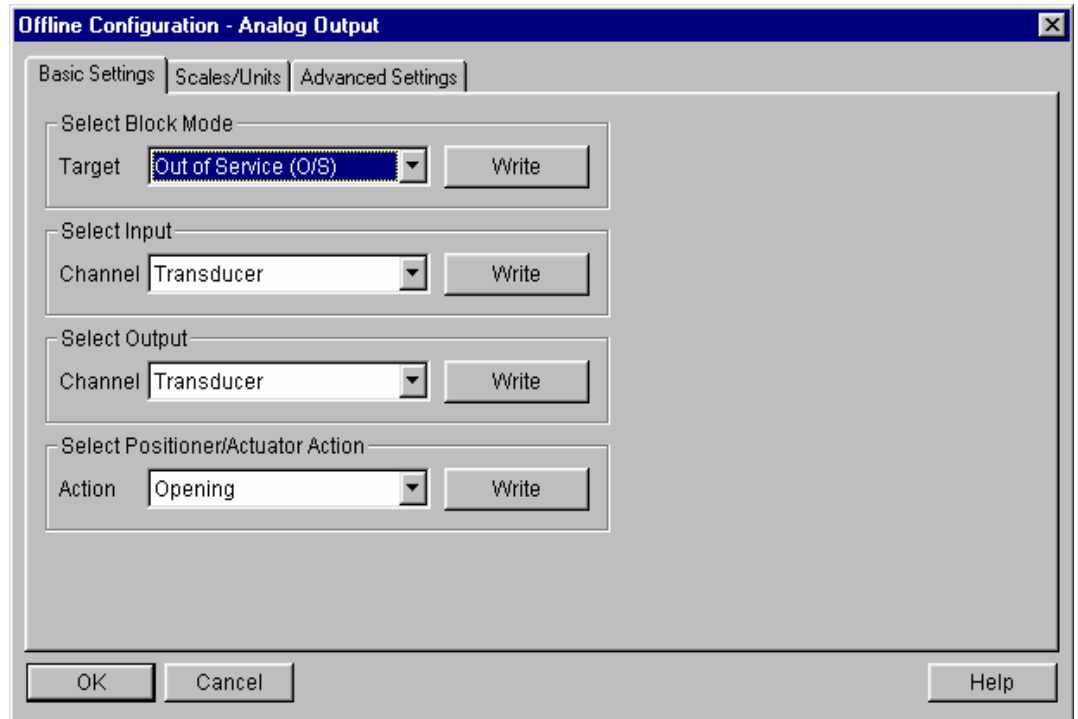 Offline Configuration - Analog Output
Basic Settings Scales/Units Advanced Settings
Select Block Mode
Target Out of Service (O/S) Write
Select Input
Channel Transducer Write
Select Output
Channel Transducer Write
Select Positioner/Actuator Action
Action Opening Write
OK Cancel Help